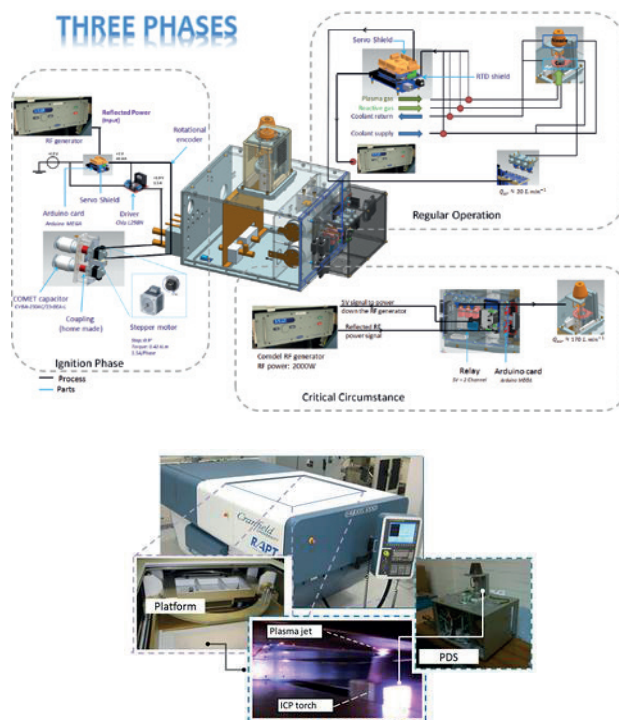 THREE PHASES
Servo Shield
RTD shield
Plasma gas
Reactive gas
Coolant return
Coolant supply
Regular Operation
Reflected Power
(Input)
RF generator
Rotational
encoder
Servo Shield
Arduino card
Arduino MEGA
Driver
Chip L298N
COMET capacitor
Coupling
(home made)
Stepper motor
Ignition Phase
Process
Parts
5V signal to power
down the RF generator
Reflected RF
power signal
Comdel RF generator
RF power: 2000W
Relay
Arduino card
Critical Circumstance
Cranfield
RAPT
Platform
Plasma jet
ICP torch
PDS